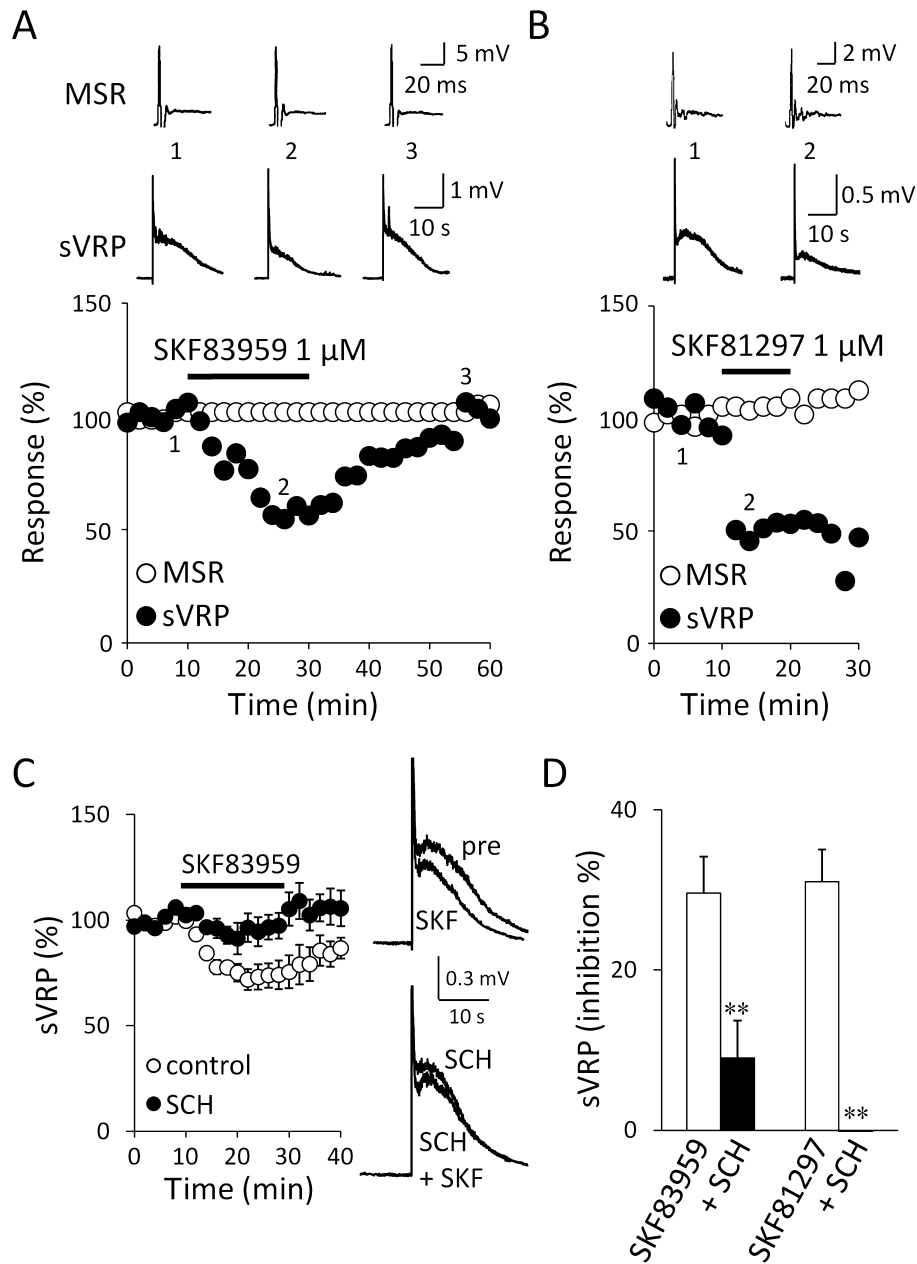 A
MSR
5 mV
20 ms
1 2 3
sVRP
1 mV
10 s
150
100
50
0
Response (%)
SKF83959 1 µM
1
2
3
MSR
sVRP
0 10 20 30 40 50 60
Time (min)
B
2 mV
20 ms
1 2
0.5 mV
10 s
150
100
50
0
Response (%)
SKF81297 1 µM
1
2
MSR
sVRP
0 10 20 30
Time (min)
C
150
100
50
0
sVRP (%)
SKF83959
control
SCH
0 10 20 30 40
Time (min)
pre
SKF
0.3 mV
10 s
SCH
SCH
+ SKF
D
40
20
0
sVRP (inhibition %)
**
**
SKF83959
+ SCH
SKF81297
+ SCH